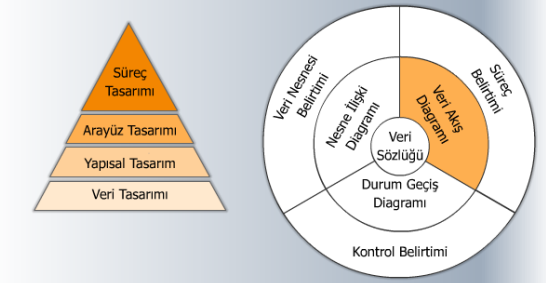 Süreç
Tasarımı
Arayüz Tasarımı
Yapısal Tasarım
Veri Tasarımı
Veri Nesnesi
Belirtimi
Nesne İlişki
Diagramı
Veri Akış
Diagramı
Süreç
Belirtimi
Veri
Sözlüğü
Durum Geçiş
Diagramı
Kontrol Belirtimi